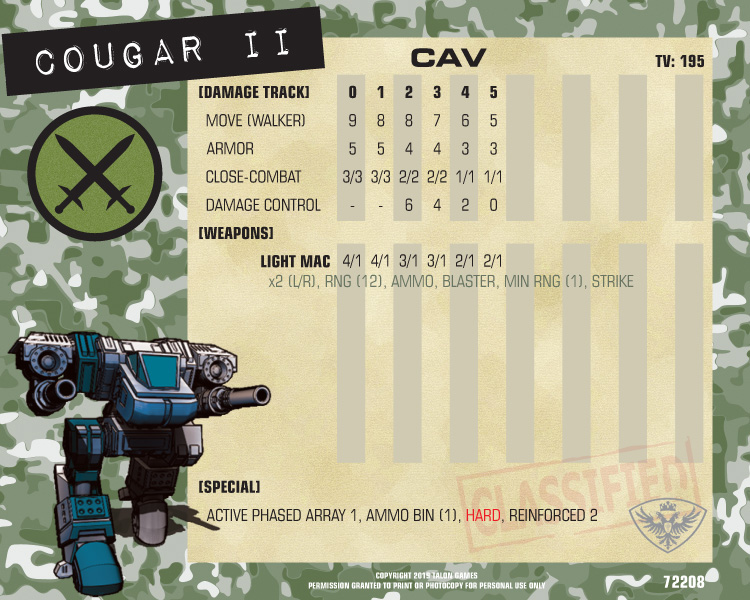 COUGAR II
CAV
TV: 195
[DAMAGE TRACK] 0 1 2 3 4 5
MOVE (WALKER) 9 8 8 7 6 5
ARMOR 5 5 4 4 3 3
CLOSE-COMBAT 3/3 3/3 2/2 2/2 1/1 1/1
DAMAGE CONTROL - - 6 4 2 0
[WEAPONS]
LIGHT MAC 4/1 4/1 3/1 3/1 2/1 2/1
x2 (L/R), RNG (12), AMMO, BLASTER, MIN RNG (1), STRIKE
[SPECIAL]
CLASSIFIED
ACTIVE PHASED ARRAY 1, AMMO BIN (1), HARD, REINFORCED 2
COPYRIGHT 2019 TALON GAMES
PERMISSION GRANTED TO PRINT OR PHOTOCOPY FOR PERSONAL USE ONLY
72208